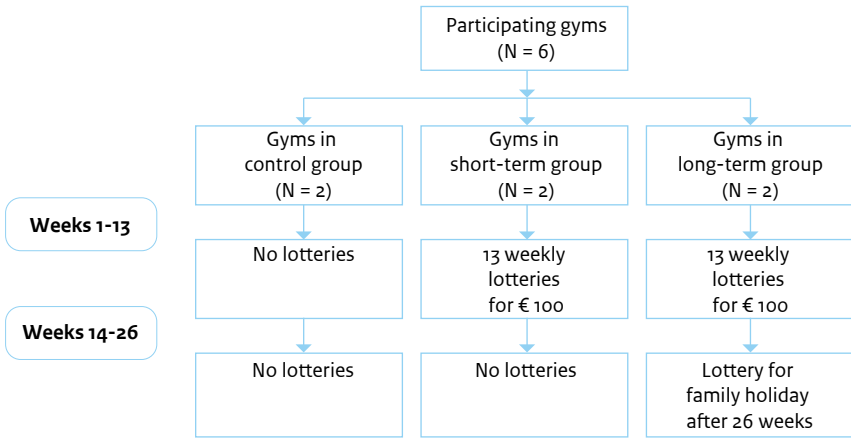 Participating gyms
(N = 6)
Gyms in
control group
(N = 2)
Gyms in
short-term group
(N = 2)
Gyms in
long-term group
(N = 2)
Weeks 1-13
No lotteries
13 weekly
lotteries
for € 100
13 weekly
lotteries
for € 100
Weeks 14-26
No lotteries
No lotteries
Lottery for
family holiday
after 26 weeks